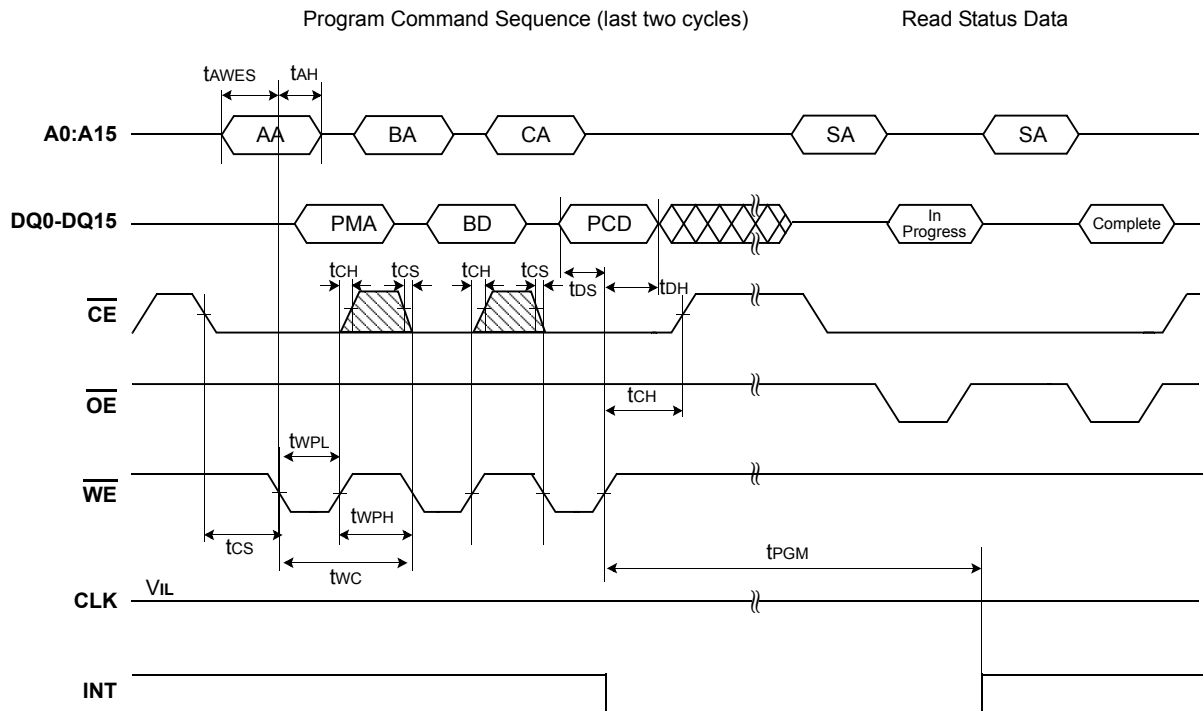 Program Command Sequence (last two cycles) Read Status Data
tAWES tAH
A0:A15 AA BA CA SA SA
DQ0-DQ15 PMA BD PCD In Progress Complete
tCH tCS tCH tCS tDS tDH
CE
OE tCH
tWPL
WE
tWPH
tCS tWC tPGM
CLK VIL
INT